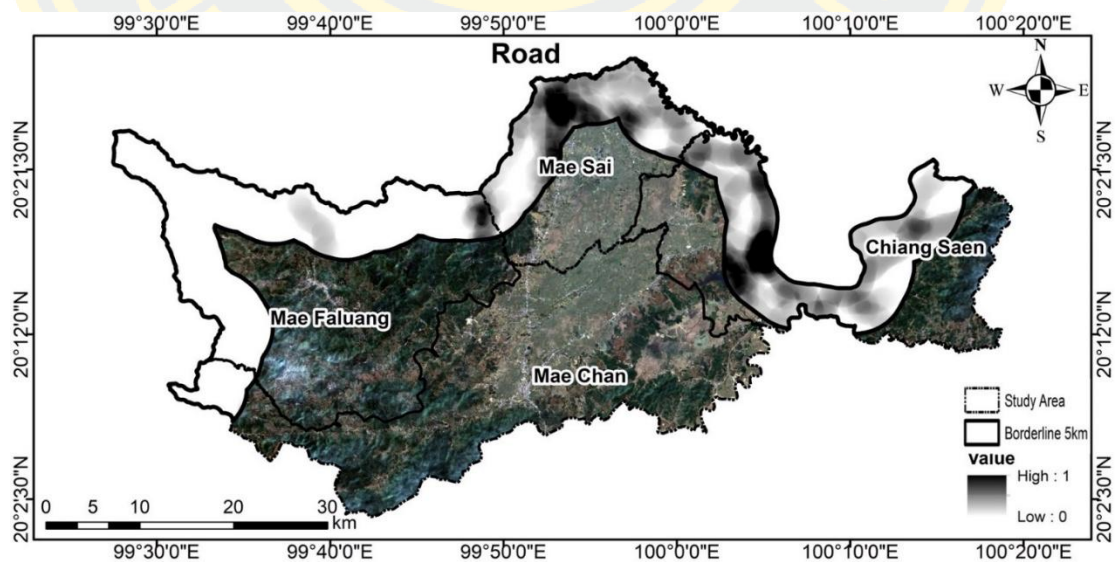 99°30'0"E 99°40'0"E 99°50'0"E 100°0'0"E 100°10'0"E 100°20'0"E
Road
N
W E
S
20°21'30"N 20°21'30"N
Mae Sai
Chiang Saen
Mae Faluang
20°12'0"N 20°12'0"N
Mae Chan
Study Area
Borderline 5km
Value
High : 1
Low : 0
20°2'30"N 20°2'30"N
0 5 10 20 30
km
99°30'0"E 99°40'0"E 99°50'0"E 100°0'0"E 100°10'0"E 100°20'0"E